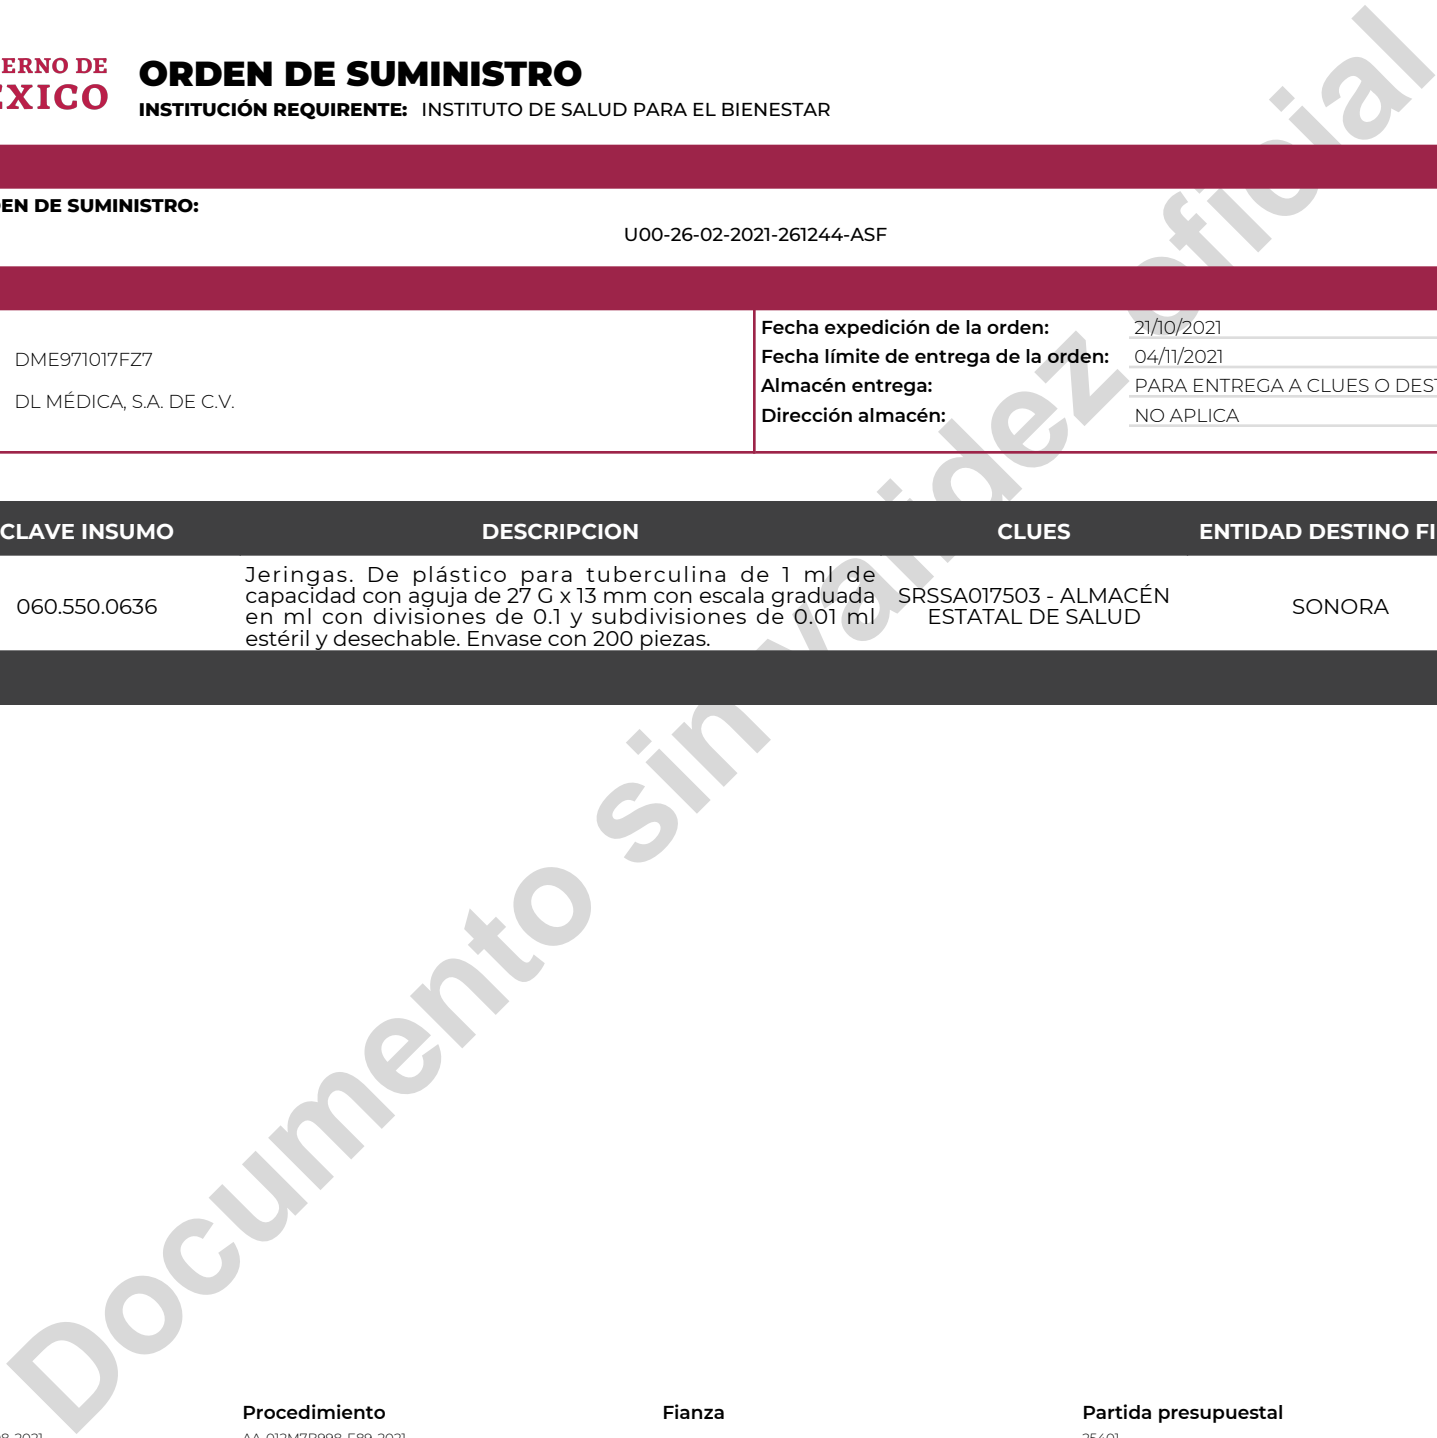 ERNO DE
EXICO
ORDEN DE SUMINISTRO
INSTITUCIÓN REQUIRENTE: INSTITUTO DE SALUD PARA EL BIENESTAR
EN DE SUMINISTRO:
U00-26-02-2021-261244-ASF
DME971017FZ7
DL MÉDICA, S.A. DE C.V.
Fecha expedición de la orden: 21/10/2021
Fecha límite de entrega de la orden: 04/11/2021
Almacén entrega: PARA ENTREGA A CLUES O DEST
Dirección almacén: NO APLICA
CLAVE INSUMO DESCRIPCION CLUES ENTIDAD DESTINO FI
060.550.0636
Jeringas. De plástico para tuberculina de 1 ml de
capacidad con aguja de 27 G x 13 mm con escala graduada
en ml con divisiones de 0.1 y subdivisiones de 0.01 ml
estéril y desechable. Envase con 200 piezas.
SRSSA017503 - ALMACÉN
ESTATAL DE SALUD
SONORA
Documento sin validez oficial
Procedimiento Fianza Partida presupuestal